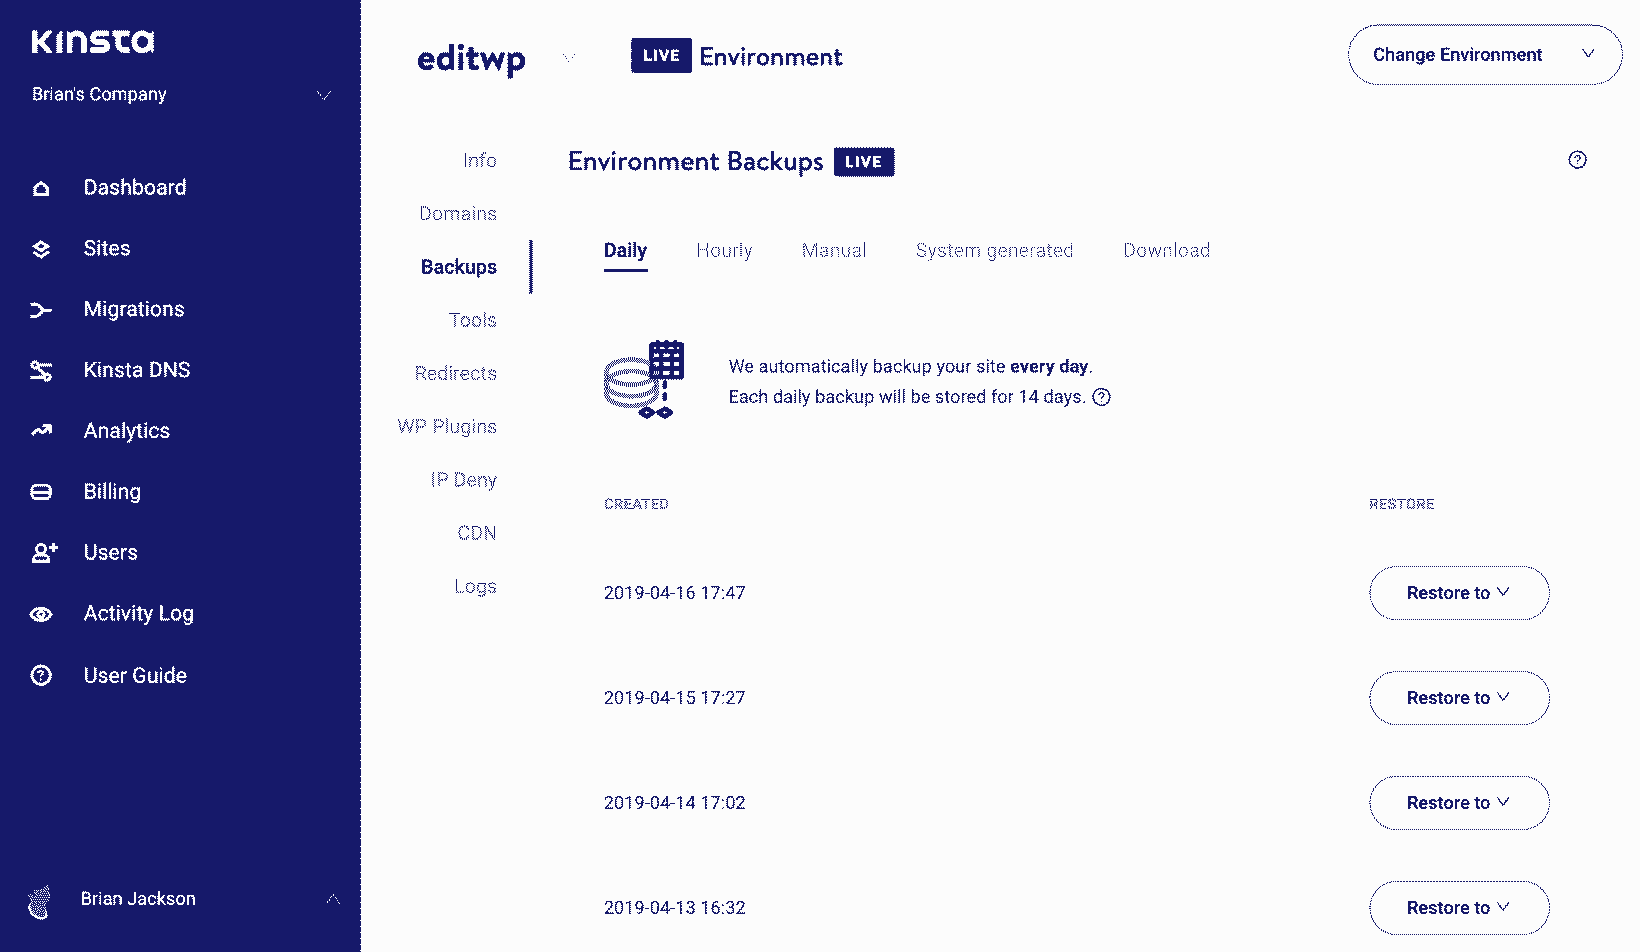 Kinsta
Brian's Company
Dashboard
Sites
Migrations
Kinsta DNS
Analytics
Billing
Users
Activity Log
User Guide
Brian Jackson
editwp
LIVE Environment
Change Environment
Info
Domains
Backups
Tools
Redirects
WP Plugins
IP Deny
CDN
Logs
Environment Backups LIVE
Daily Hourly Manual System generated Download
We automatically backup your site every day.
Each daily backup will be stored for 14 days.
CREATED RESTORE
2019-04-16 17:47 Restore to
2019-04-15 17:27 Restore to
2019-04-14 17:02 Restore to
2019-04-13 16:32 Restore to